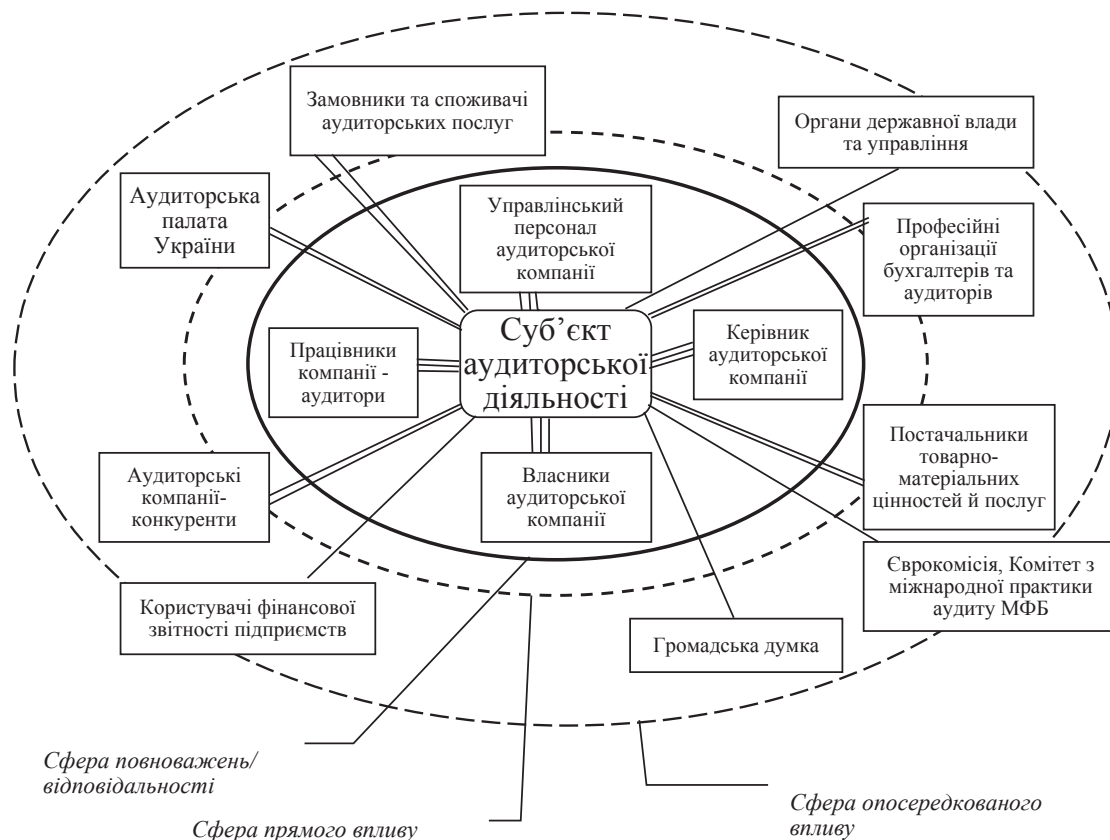 Замовники та споживачі
аудиторських послуг
Органи державної влади
та управління
Аудиторська
палата
України
Управлінський
персонал
аудиторської
компанії
Професійні
організації
бухгалтерів та
аудиторів
Працівники
компанії -
аудитори
Суб’єкт
аудиторської
діяльності
Керівник
аудиторської
компанії
Аудиторські
компанії-
конкуренти
Власники
аудиторської
компанії
Постачальники
товарно-
матеріальних
цінностей й послуг
Користувачі фінансової
звітності підприємств
Громадська думка
Єврокомісія, Комітет з
міжнародної практики
аудиту МФБ
Сфера повноважень/
відповідальності
Сфера прямого впливу
Сфера опосередкованого
впливу